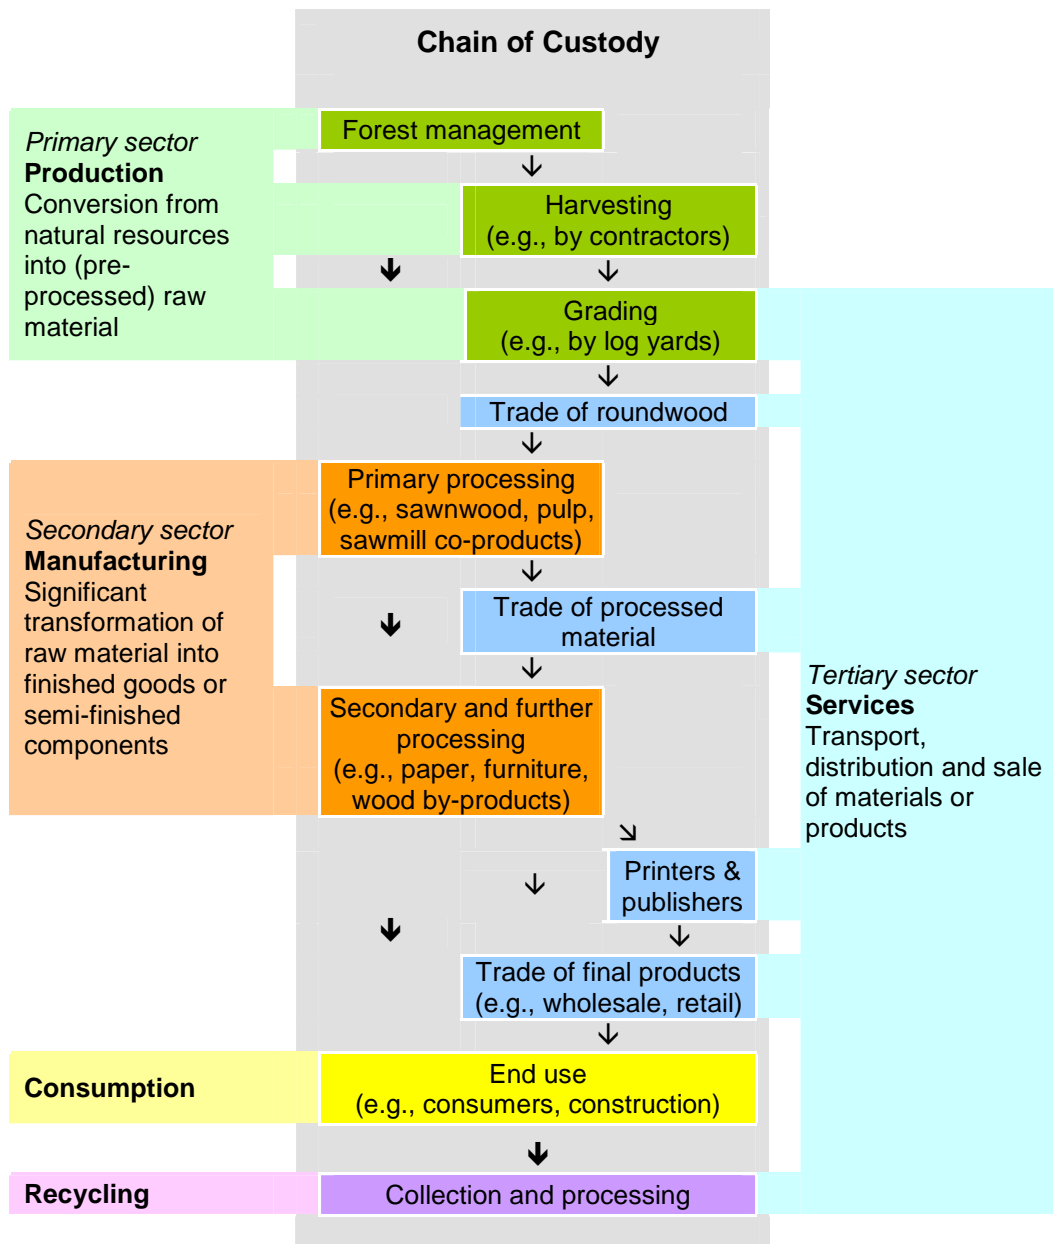 Chain of Custody
Primary sector
Production
Conversion from
natural resources
into (pre-
processed) raw
material
Forest management
↓
Harvesting
(e.g., by contractors)
↓
↓
Grading
(e.g., by log yards)
↓
Trade of roundwood
↓
Secondary sector
Manufacturing
Significant
transformation of
raw material into
finished goods or
semi-finished
components
Primary processing
(e.g., sawnwood, pulp,
sawmill co-products)
↓
Trade of processed
material
↓
↓
Secondary and further
processing
(e.g., paper, furniture,
wood by-products)
↘
Tertiary sector
Services
Transport,
distribution and sale
of materials or
products
Printers &
publishers
↓
↓
↓
Trade of final products
(e.g., wholesale, retail)
↓
Consumption
End use
(e.g., consumers, construction)
↓
Recycling
Collection and processing